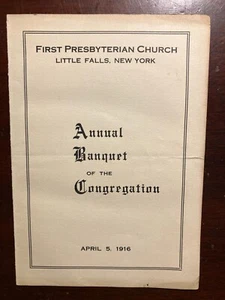 FIRST PRESBYTERIAN CHURCH
LITTLE FALLS, NEW YORK
Annual
Banquet
OF THE
Congregation
APRIL 5, 1916